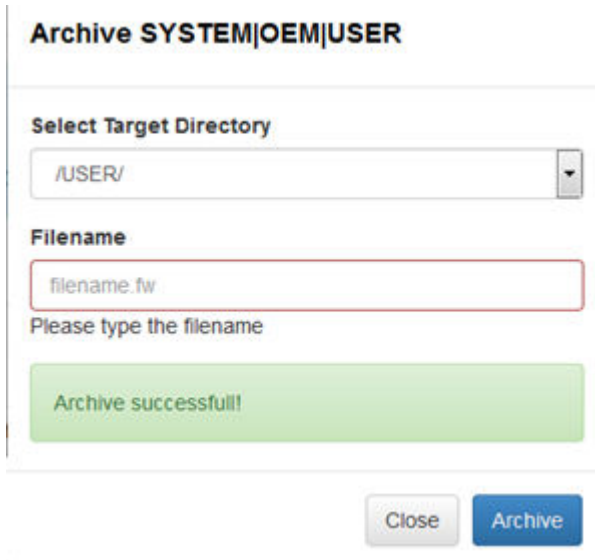 Archive SYSTEM|OEM|USER
Select Target Directory
/USER/
Filename
filename.fw
Please type the filename
Archive successfull!
Close
Archive